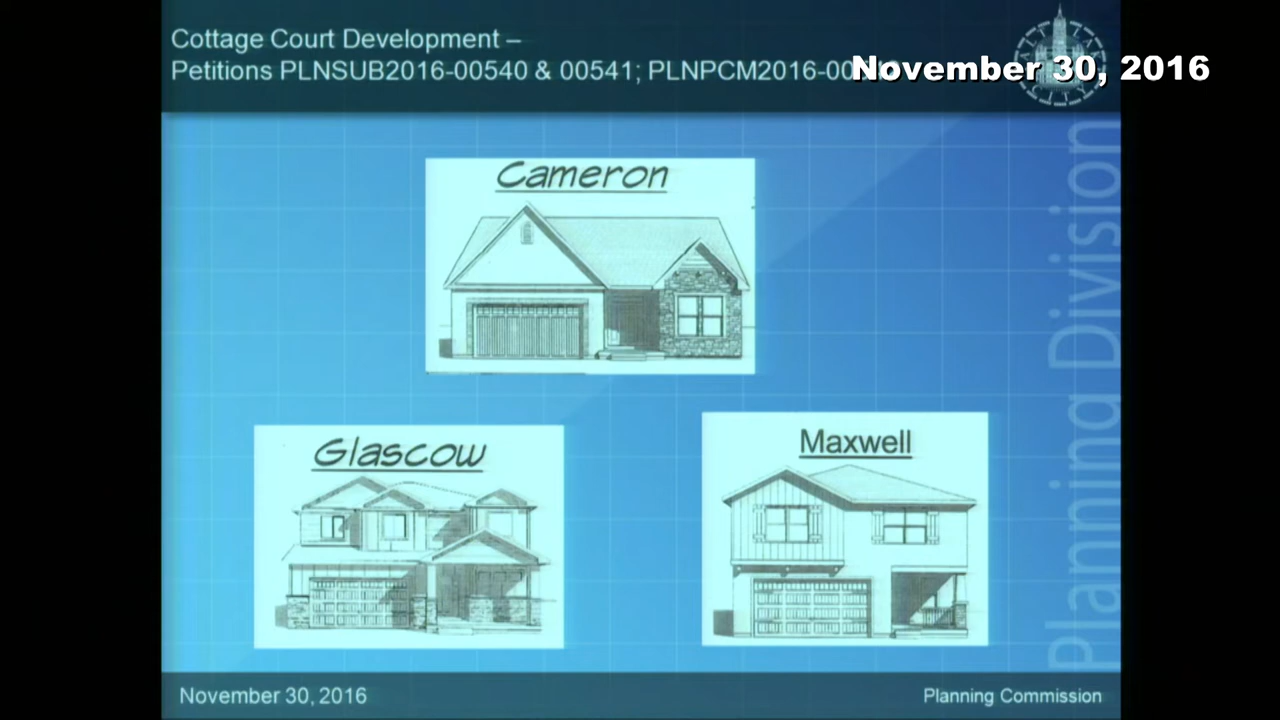 Cottage Court Development –
Petitions PLNSUB2016-00540 & 00541; PLNPCM2016-00
November 30, 2016
Cameron
Glascow
Maxwell
Planning Division
November 30, 2016
Planning Commission